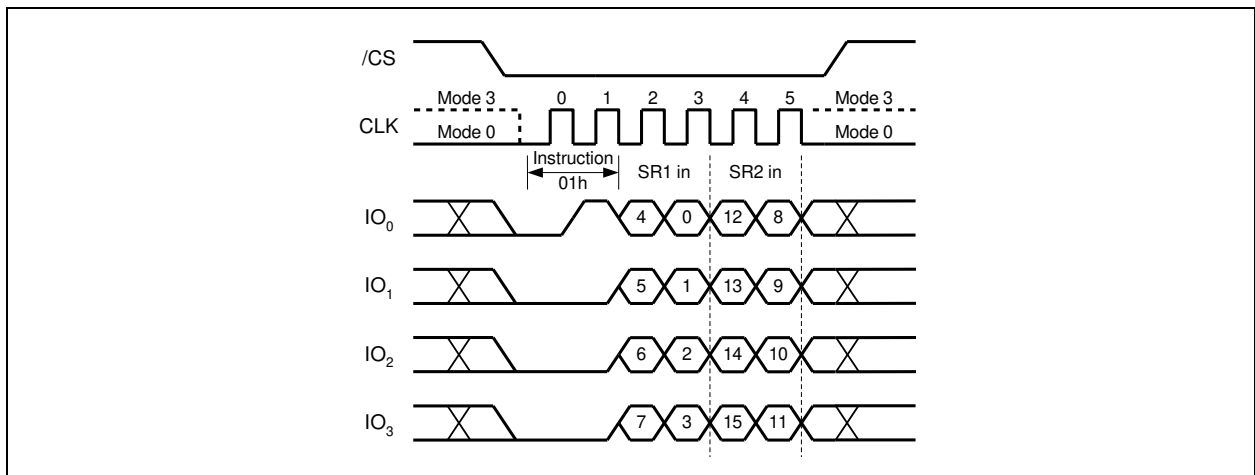 /CS
Mode 3 0 1 2 3 4 5 Mode 3
CLK Mode 0 Mode 0
Instruction
01h
SR1 in SR2 in
IO0 4 0 12 8
IO1 5 1 13 9
IO2 6 2 14 10
IO3 7 3 15 11